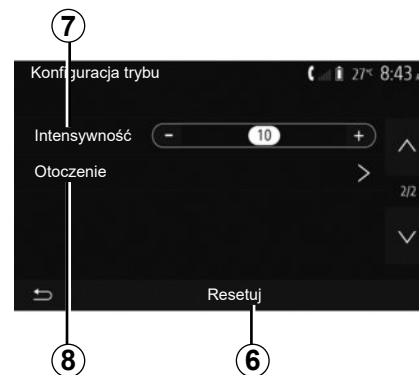 7
Konfiguracja trybu 27°C 8:43
Intensywność - 10 +
Otoczenie >
2/2
Resetuj
8 6